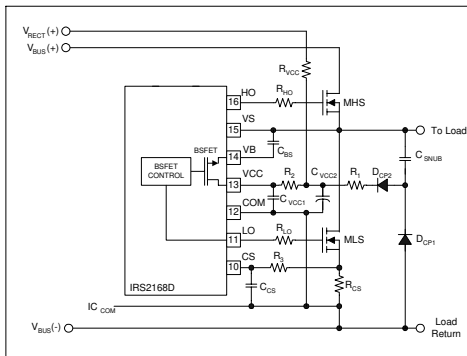 V_RECT (+)
V_BUS (+)
R_VCC
HO
16
R_HO
MHS
VS
15
To Load
BSFET
VB
14
C_BS
C_SNUB
BSFET
CONTROL
VCC
13
R_2
C_VCC2
R_1
D_CP2
C_VCC1
COM
12
LO
11
R_LO
MLS
D_CP1
CS
10
R_3
IRS2168D
C_CS
R_CS
IC_COM
V_BUS (-)
Load
Return